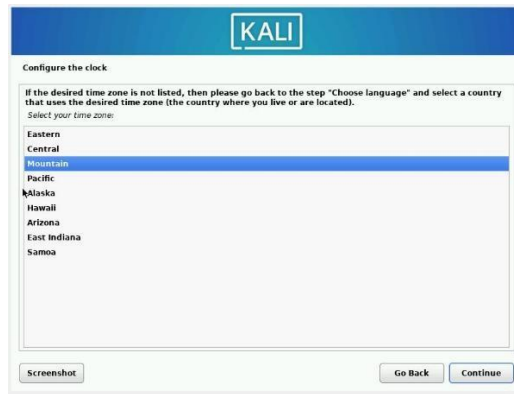 KALI
Configure the clock
If the desired time zone is not listed, then please go back to the step "Choose language" and select a country
that uses the desired time zone (the country where you live or are located).
Select your time zone:
Eastern
Central
Mountain
Pacific
Alaska
Hawaii
Arizona
East Indiana
Samoa
Screenshot Go Back Continue